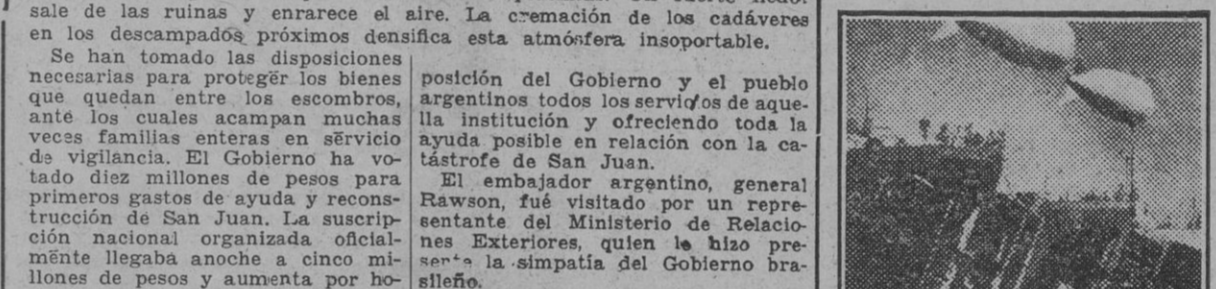 sale de las ruinas y enrarece el aire. La cremación de los cadáveres
en los descampados próximos densifica esta atmósfera insoportable.
Se han tomado las disposiciones
necesarias para proteger los bienes
que quedan entre los escombros,
ante los cuales acampan muchas
veces familias enteras en servicio
de vigilancia. El Gobierno ha vo-
tado diez millones de pesos para
primeros gastos de ayuda y recons-
trucción de San Juan. La suscrip-
ción nacional organizada oficial-
mente llegaba anoche a cinco mi-
llones de pesos y aumenta por ho-
posición del Gobierno y el pueblo
argentinos todos los servicios de aque-
lla institución y ofreciendo toda la
ayuda posible en relación con la ca-
tástrofe de San Juan.
El embajador argentino, general
Rawson, fué visitado por un repre-
sentante del Ministerio de Relacio-
nes Exteriores, quien le hizo pre-
sente la simpatía del Gobierno bra-
sileño.